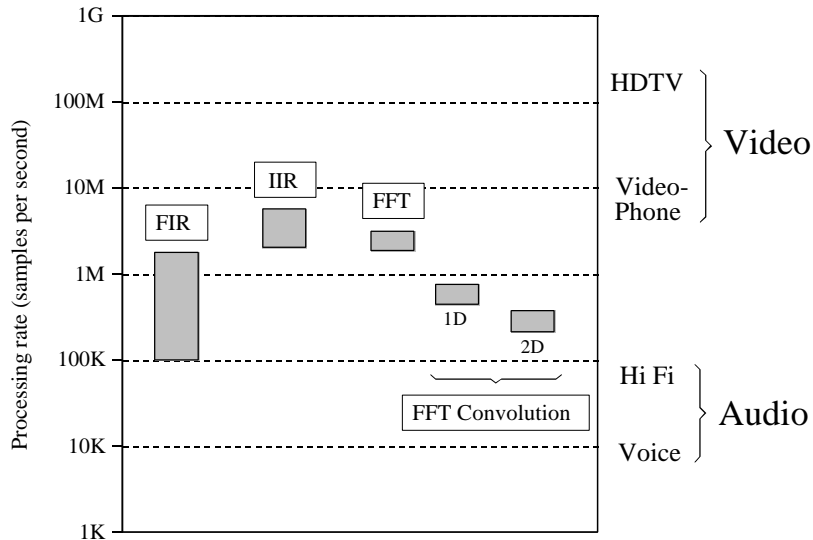 1G
100M
10M
1M
100K
10K
1K
Processing rate (samples per second)
FIR
IIR
FFT
1D
2D
FFT Convolution
HDTV
Video-
Phone
Video
Hi Fi
Voice
Audio